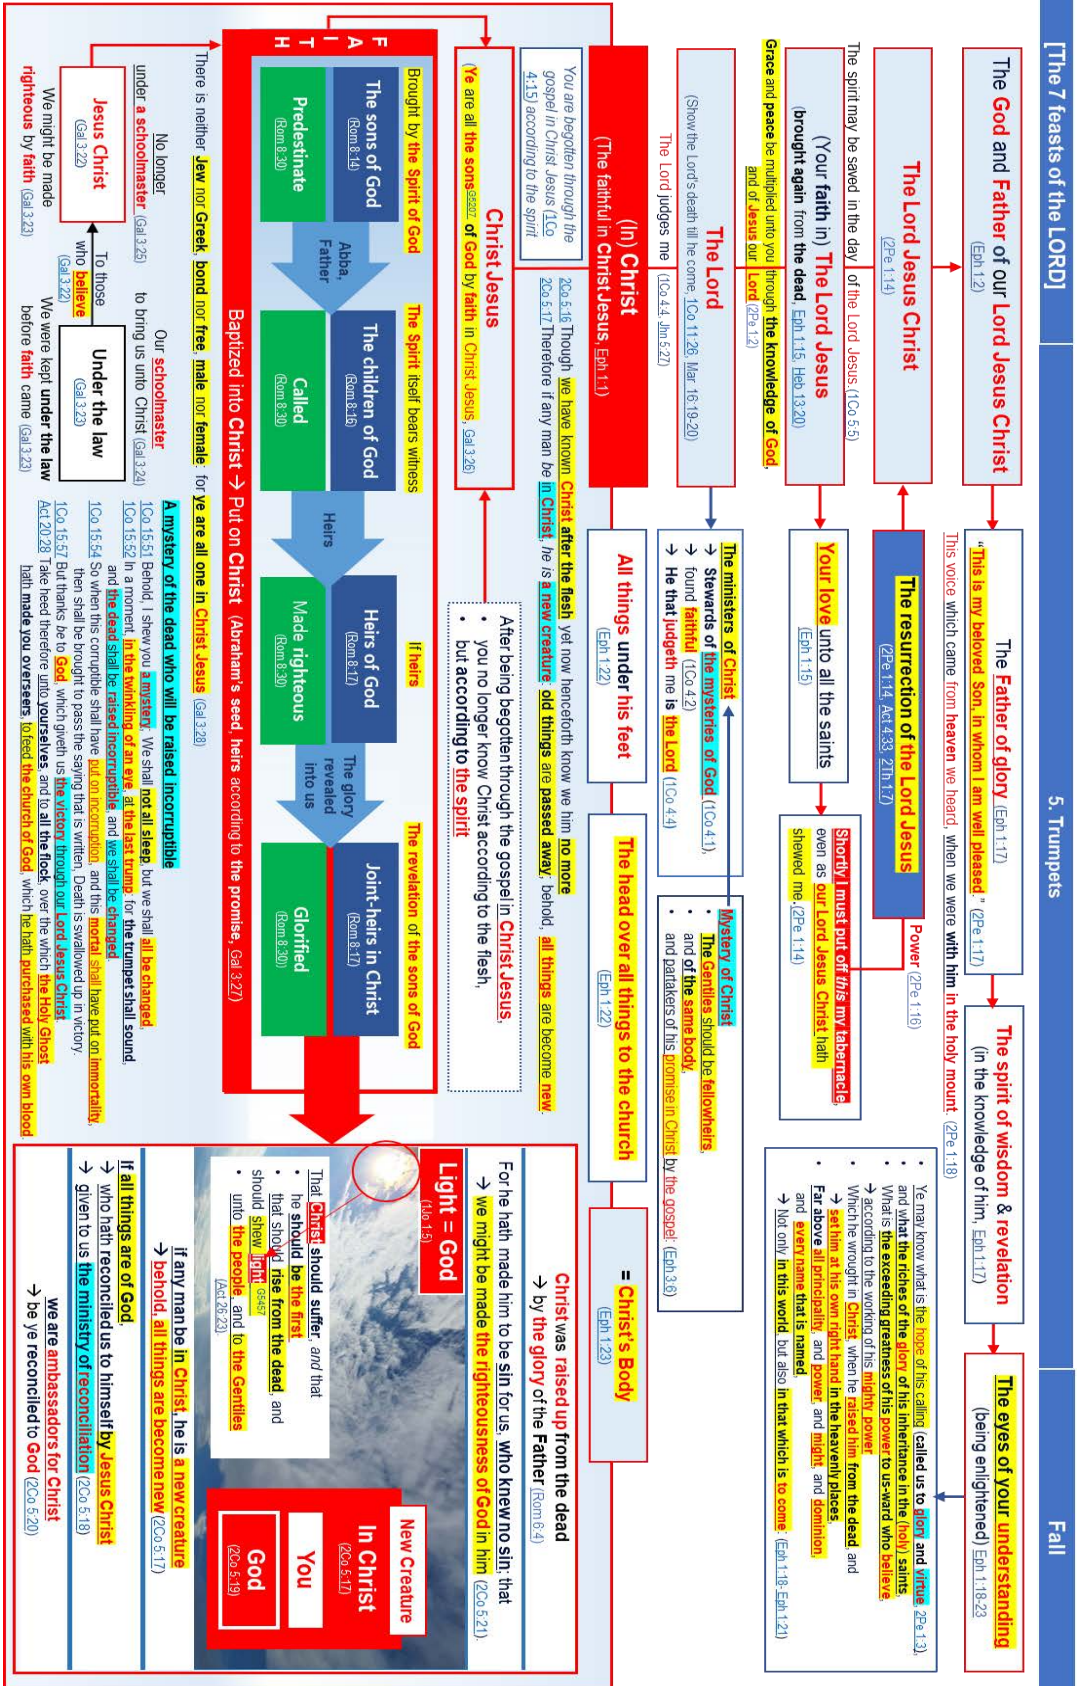 [The 7 feasts of the LORD]
5. Trumpets
Fall
The God and Father of our Lord Jesus Christ
(Eph 1:2)
The Father of glory (Eph 1:17)
"This is my beloved Son, in whom I am well pleased." (2Pe 1:17)
The spirit of wisdom & revelation
(in the knowledge of him, Eph 1:17)
The eyes of your understanding
(being enlightened) Eph 1:18-23
This voice which came from heaven we heard, when we were with him in the holy mount. (2Pe 1:18)
The Lord Jesus Christ
(2Pe 1:14)
The resurrection of the Lord Jesus
(2Pe 1:14, Act 4:33, 2Th 1:7)
Power (2Pe 1:16)
The spirit may be saved in the day of the Lord Jesus. (1Co 5:5)
(Your faith in) The Lord Jesus
(brought again from the dead, Eph 1:15, Heb 13:20)
Your love unto all the saints
(Eph 1:15)
Shortly I must put off this my tabernacle,
even as our Lord Jesus Christ hath
shewed me, (2Pe 1:14)
• Ye may know what is the hope of his calling (called us to glory and virtue, 2Pe 1:3),
and what the riches of the glory of his inheritance in the (holy) saints,
• What is the exceeding greatness of his power to us-ward who believe,
→ according to the working of his mighty power
• Which he wrought in Christ, when he raised him from the dead, and
→ set him at his own right hand in the heavenly places,
• Far above all principality, and power, and might, and dominion,
and every name that is named,
→ Not only in this world, but also in that which is to come: (Eph 1:18-Eph 1:21)
Grace and peace be multiplied unto you through the knowledge of God,
and of Jesus our Lord (2Pe 1:2)
The Lord
(Show the Lord's death till he come, 1Co 11:26, Mar 16:19-20)
The ministers of Christ
→ Stewards of the mysteries of God (1Co 4:1),
→ found faithful (1Co 4:2)
→ He that judgeth me is the Lord (1Co 4:4)
Mystery of Christ
• The Gentiles should be fellowheirs,
• and of the same body,
• and partakes of his promise in Christ by the gospel: (Eph 3:6)
The Lord judges me (1Co 4:4, Jhn 5:27)
(In) Christ
(The faithful in Christ Jesus, Eph 1:1)
All things under his feet
(Eph 1:22)
The head over all things to the church
(Eph 1:22)
= Christ's Body
(Eph 1:23)
You are begotten through the
gospel in Christ Jesus (1Co
4:15) according to the spirit
2Co 5:16 Though we have known Christ after the flesh, yet now henceforth know we him no more.
2Co 5:17 Therefore if any man be in Christ, he is a new creature: old things are passed away; behold, all things are become new.
Christ Jesus
(Ye are all the sonsG5207 of God by faith in Christ Jesus, Gal 3:26)
After being begotten through the gospel in Christ Jesus,
• you no longer know Christ according to the flesh,
• but according to the spirit
FAITH
Brought by the Spirit of God
The Spirit itself bears witness
If heirs
The revelation of the sons of God
The sons of God
(Rom 8:14)
Predestinate
(Rom 8:30)
Abba,
Father
The children of God
(Rom 8:16)
Called
(Rom 8:30)
Heirs
Heirs of God
(Rom 8:17)
Made righteous
(Rom 8:30)
The glory
revealed
into us
Joint-heirs in Christ
(Rom 8:17)
Glorified
(Rom 8:30))
Baptized into Christ → Put on Christ (Abraham's seed, heirs according to the promise, Gal 3:27)
There is neither Jew nor Greek, bond nor free, male nor female: for ye are all one in Christ Jesus (Gal 3:28)
No longer
under a schoolmaster (Gal 3:25)
Our schoolmaster
to bring us unto Christ (Gal 3:24)
Jesus Christ
(Gal 3:22)
To those
who believe
(Gal 3:22)
Under the law
(Gal 3:23)
We might be made
righteous by faith (Gal 3:23)
We were kept under the law
before faith came (Gal 3:23)
A mystery of the dead who will be raised incorruptible
1Co 15:51 Behold, I shew you a mystery; We shall not all sleep, but we shall all be changed,
1Co 15:52 In a moment, in the twinkling of an eye, at the last trump: for the trumpet shall sound,
and the dead shall be raised incorruptible, and we shall be changed.
1Co 15:54 So when this corruptible shall have put on incorruption, and this mortal shall have put on immortality,
then shall be brought to pass the saying that is written, Death is swallowed up in victory.
1Co 15:57 But thanks be to God, which giveth us the victory through our Lord Jesus Christ.
Act 20:28 Take heed therefore unto yourselves, and to all the flock, over the which the Holy Ghost
hath made you overseers, to feed the church of God, which he hath purchased with his own blood.
Christ was raised up from the dead
→ by the glory of the Father (Rom 6:4)
For he hath made him to be sin for us, who knew no sin; that
→ we might be made the righteousness of God in him (2Co 5:21).
Light = God
(1Jo 1:5)
That Christ should suffer, and that
• he should be the first
• that should rise from the dead, and
should shew light G5457
• unto the people, and to the Gentiles
(Act 26:23).
New Creature
In Christ
(2Co 5:17)
You
God
(2Co 5:19)
if any man be in Christ, he is a new creature
→ behold, all things are become new (2Co 5:17)
If all things are of God,
→ who hath reconciled us to himself by Jesus Christ
→ given to us the ministry of reconciliation (2Co 5:18)
we are ambassadors for Christ
→ be ye reconciled to God (2Co 5:20)